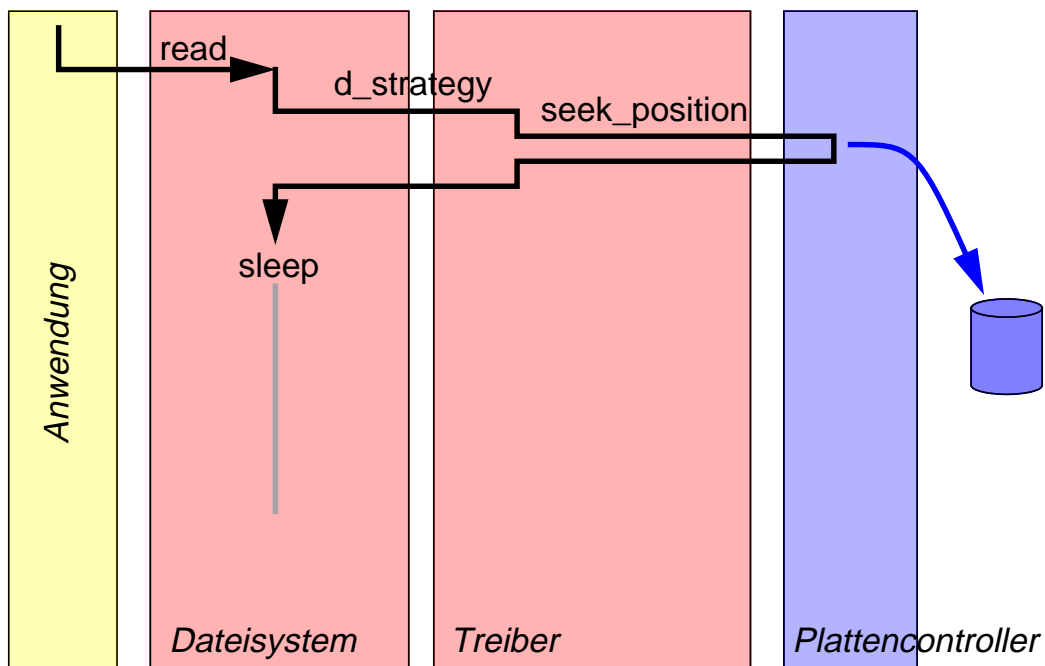 read
d_strategy
seek_position
sleep
Anwendung
Dateisystem
Treiber
Plattencontroller